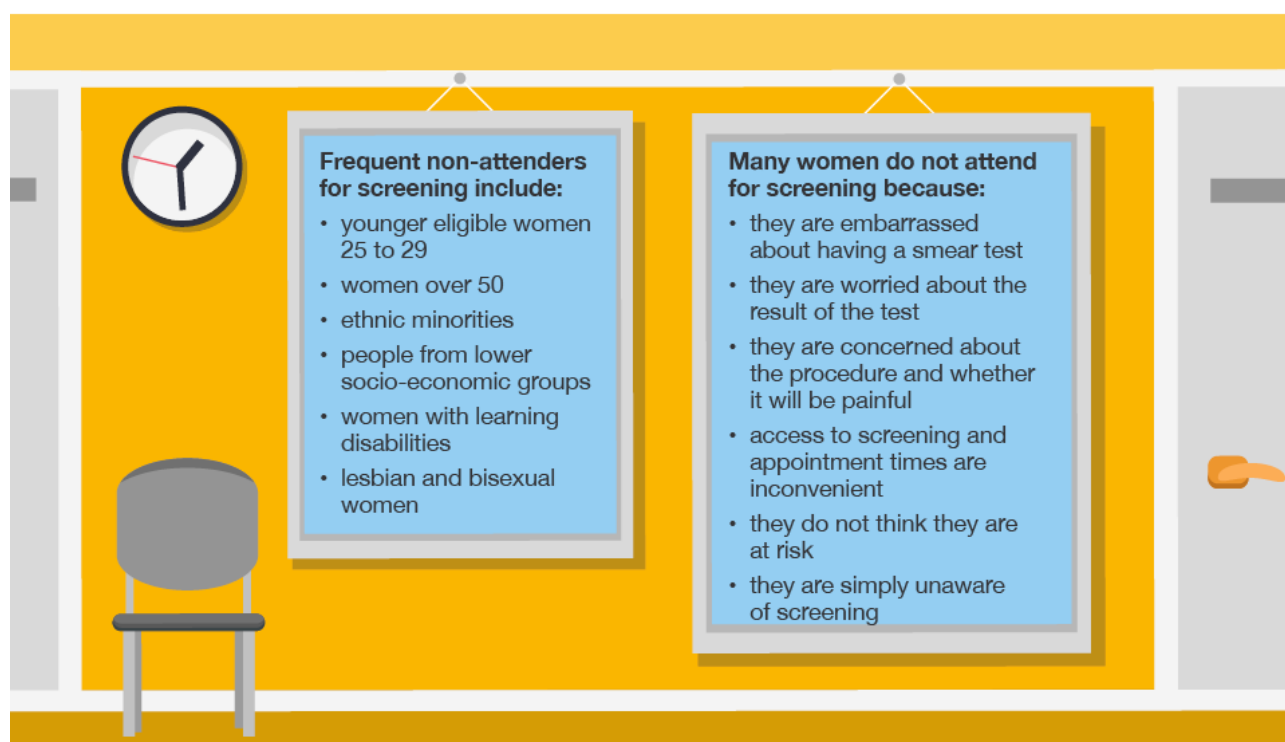 Frequent non-attenders
for screening include:
• younger eligible women
25 to 29
• women over 50
• ethnic minorities
• people from lower
socio-economic groups
• women with learning
disabilities
• lesbian and bisexual
women
Many women do not attend
for screening because:
• they are embarrassed
about having a smear test
• they are worried about the
result of the test
• they are concerned about
the procedure and whether
it will be painful
• access to screening and
appointment times are
inconvenient
• they do not think they are
at risk
• they are simply unaware
of screening